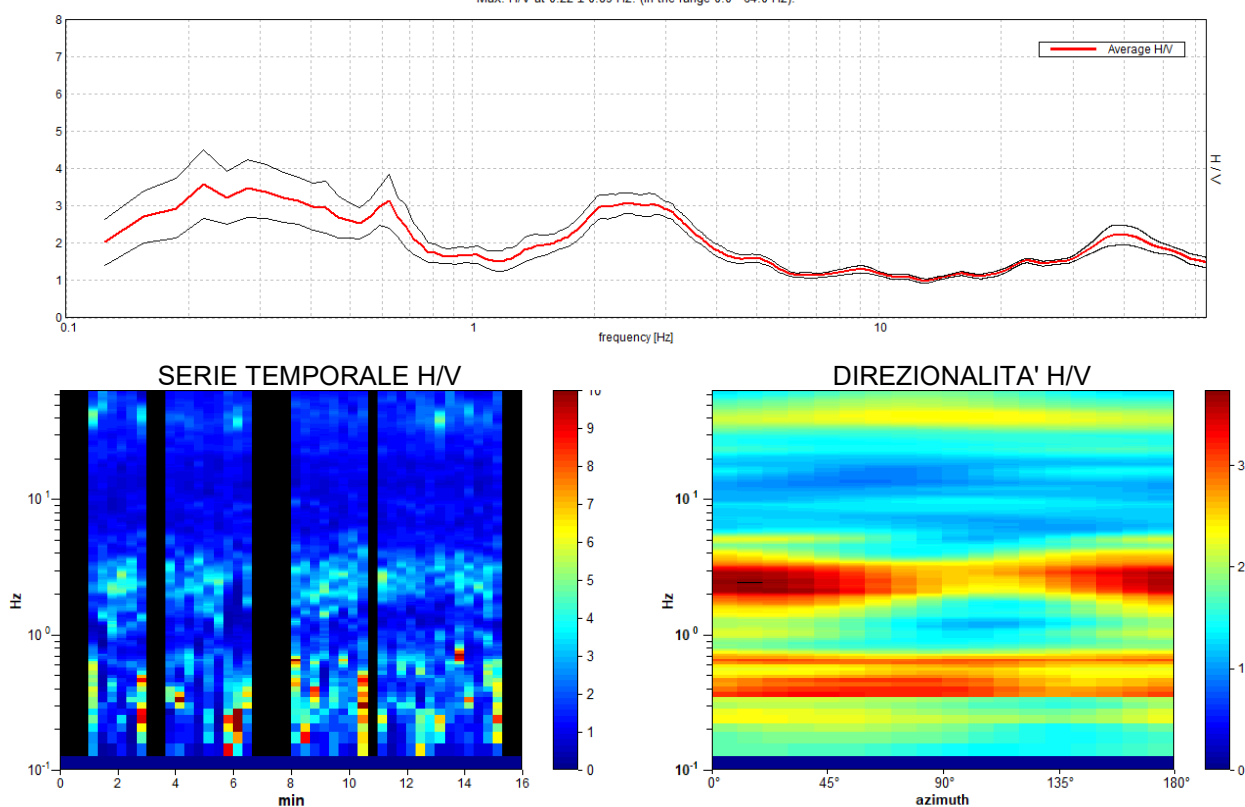 8
7
6
5
4
3
2
1
0
Average H/V
H / V
0.1 1 10
frequency [Hz]
SERIE TEMPORALE H/V
DIREZIONALITA' H/V
10
9
8
7
6
5
4
3
2
1
0
3
2
1
0
10¹
10⁰
10⁻¹
Hz
0 2 4 6 8 10 12 14 16
min
10¹
10⁰
10⁻¹
Hz
0° 45° 90° 135° 180°
azimuth